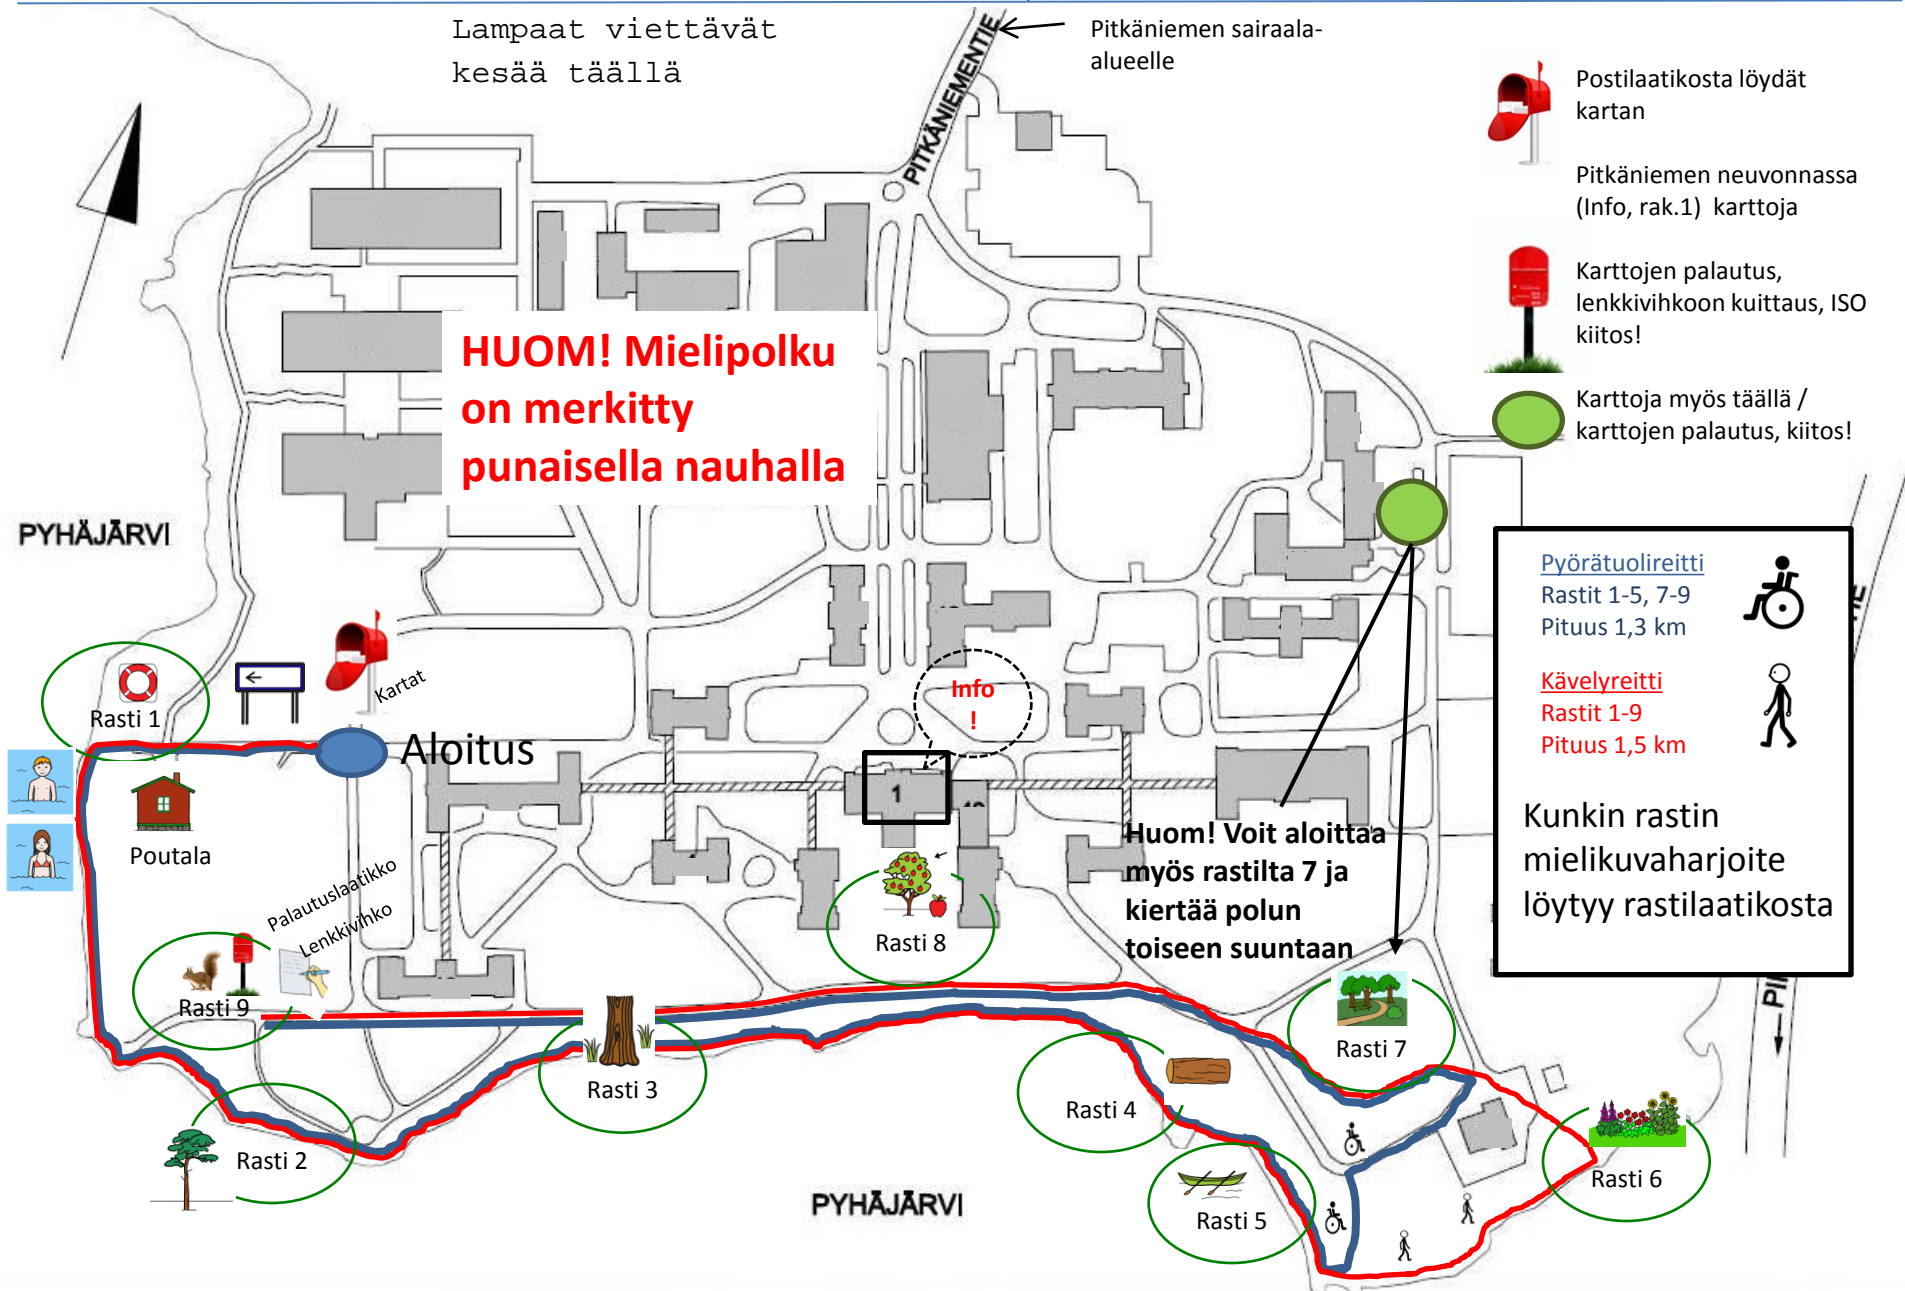 Lampaat viettävät
kesää täällä
PITKÄNIEMENTIE
Pitkäniemen sairaala-
alueelle
Postilaatikosta löydät
kartan
Pitkäniemen neuvonnassa
(Info, rak.1) karttoja
Karttojen palautus,
lenkkivihkoon kuittaus, ISO
kiitos!
Karttoja myös täällä /
karttojen palautus, kiitos!
HUOM! Mielipolku
on merkitty
punaisella nauhalla
PYHÄJÄRVI
Pyörätuolireitti
Rastit 1-5, 7-9
Pituus 1,3 km
Kävelyreitti
Rastit 1-9
Pituus 1,5 km
Kunkin rastin
mielikuvaharjoite
löytyy rastilaatikosta
Rasti 1
Kartat
Aloitus
Info
!
1
Poutala
Huom! Voit aloittaa
myös rastilta 7 ja
kiertää polun
toiseen suuntaan
Palautuslaatikko
Lenkkivihko
Rasti 9
Rasti 8
Rasti 7
Rasti 3
Rasti 4
Rasti 2
Rasti 5
Rasti 6
PYHÄJÄRVI